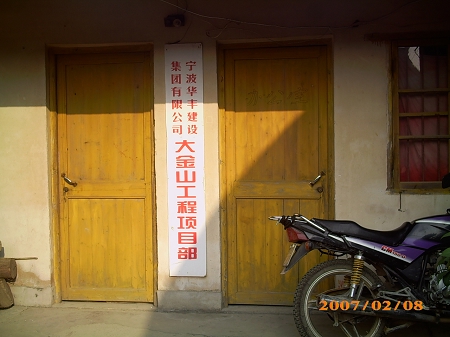 宁波华丰建设
集团有限公司
大金山工程项目部
2007/02/08